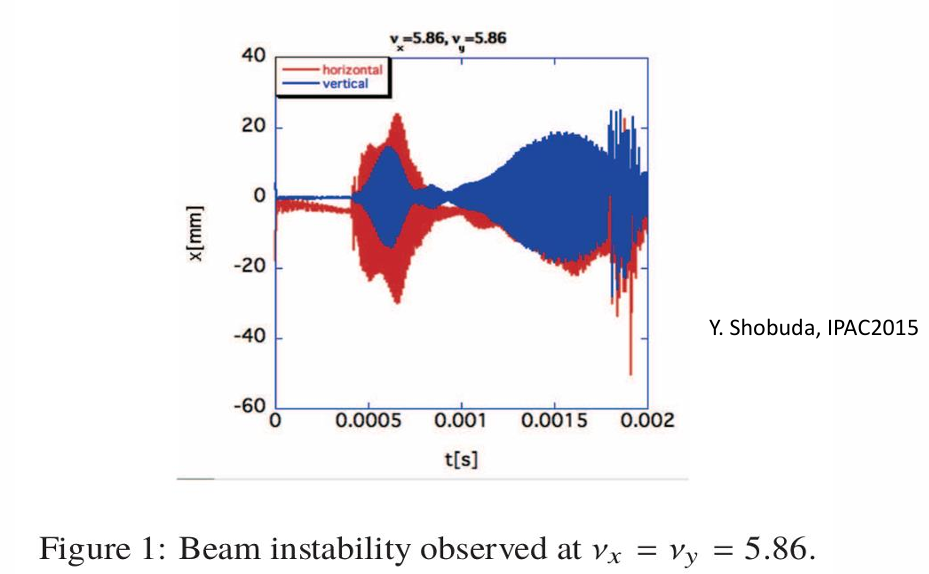 νx=5.86, νy=5.86
40
horizontal
vertical
20
0
x[mm]
-20
Y. Shobuda, IPAC2015
-40
-60
0 0.0005 0.001 0.0015 0.002
t[s]
Figure 1: Beam instability observed at νx = νy = 5.86.